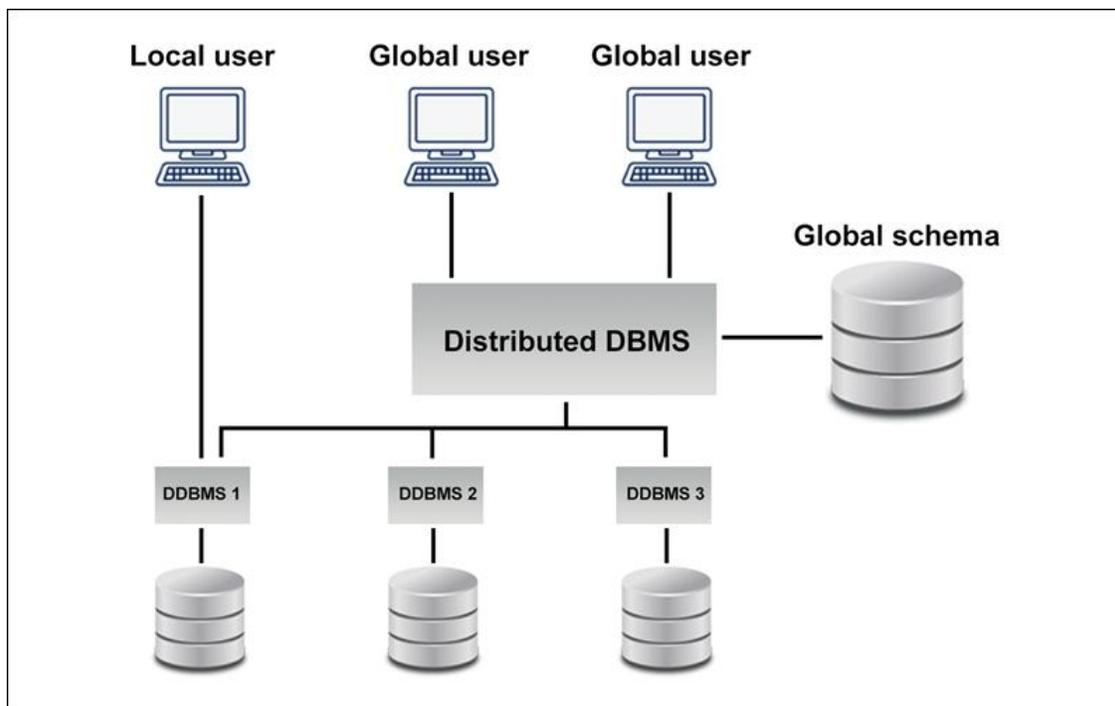 Local user
Global user
Global user
Global schema
Distributed DBMS
DDBMS 1
DDBMS 2
DDBMS 3